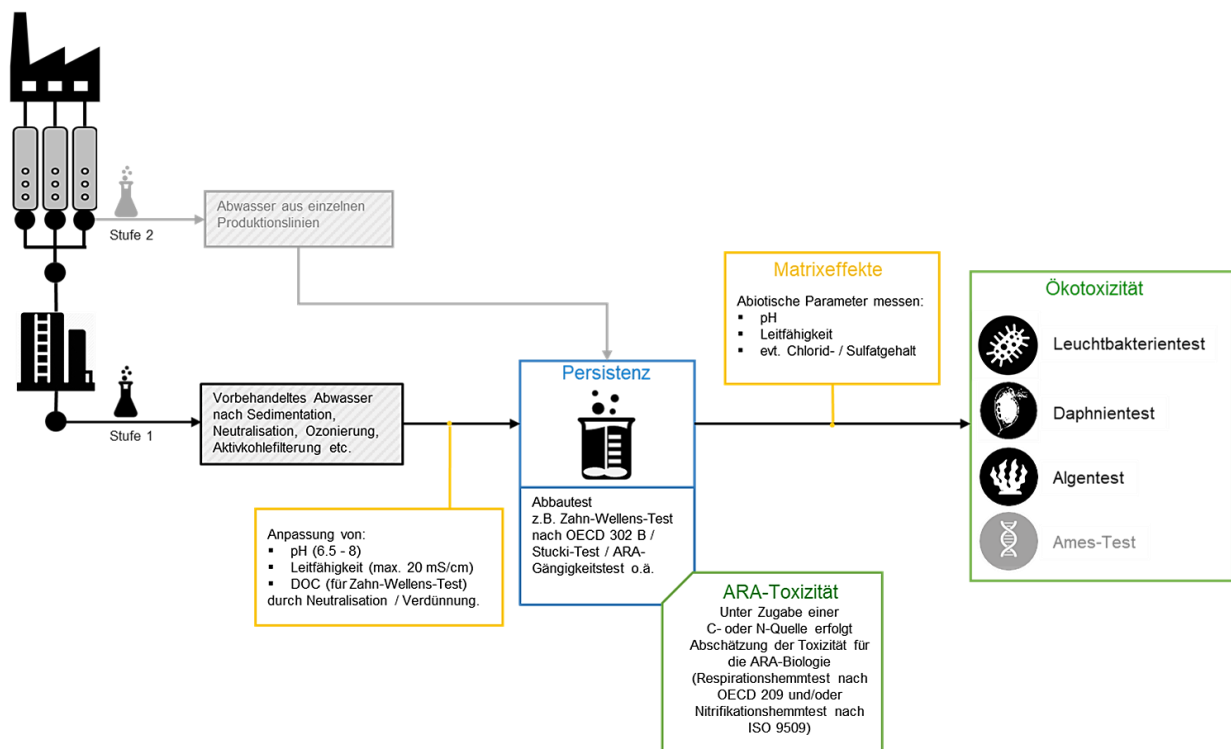 Stufe 2
Abwasser aus einzelnen
Produktionslinien
Stufe 1
Vorbehandeltes Abwasser
nach Sedimentation,
Neutralisation, Ozonierung,
Aktivkohlefilterung etc.
Anpassung von:
▪ pH (6.5 - 8)
▪ Leitfähigkeit (max. 20 mS/cm)
▪ DOC (für Zahn-Wellens-Test)
durch Neutralisation / Verdünnung.
Persistenz
Abbautest
z.B. Zahn-Wellens-Test
nach OECD 302 B /
Stucki-Test / ARA-
Gängigkeitstest o.ä.
ARA-Toxizität
Unter Zugabe einer
C- oder N-Quelle erfolgt
Abschätzung der Toxizität für
die ARA-Biologie
(Respirationshemmtest nach
OECD 209 und/oder
Nitrifikationshemmtest nach
ISO 9509)
Matrixeffekte
Abiotische Parameter messen:
▪ pH
▪ Leitfähigkeit
▪ evt. Chlorid- / Sulfatgehalt
Ökotoxizität
Leuchtbakterientest
Daphnientest
Algentest
Ames-Test